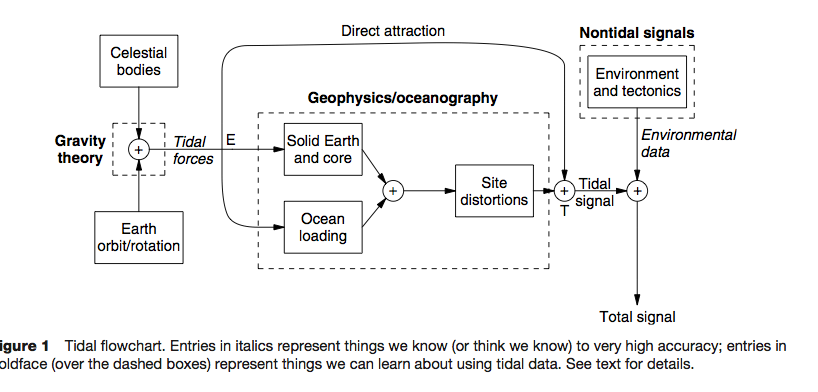 Direct attraction
Nontidal signals
Celestial
bodies
Environment
and tectonics
Geophysics/oceanography
Gravity
theory
+
Tidal
forces
E
Solid Earth
and core
Environmental
data
+
Site
distortions
+
T
Tidal
signal
+
Earth
orbit/rotation
Ocean
loading
Total signal
igure 1 Tidal flowchart. Entries in italics represent things we know (or think we know) to very high accuracy; entries in
oldface (over the dashed boxes) represent things we can learn about using tidal data. See text for details.